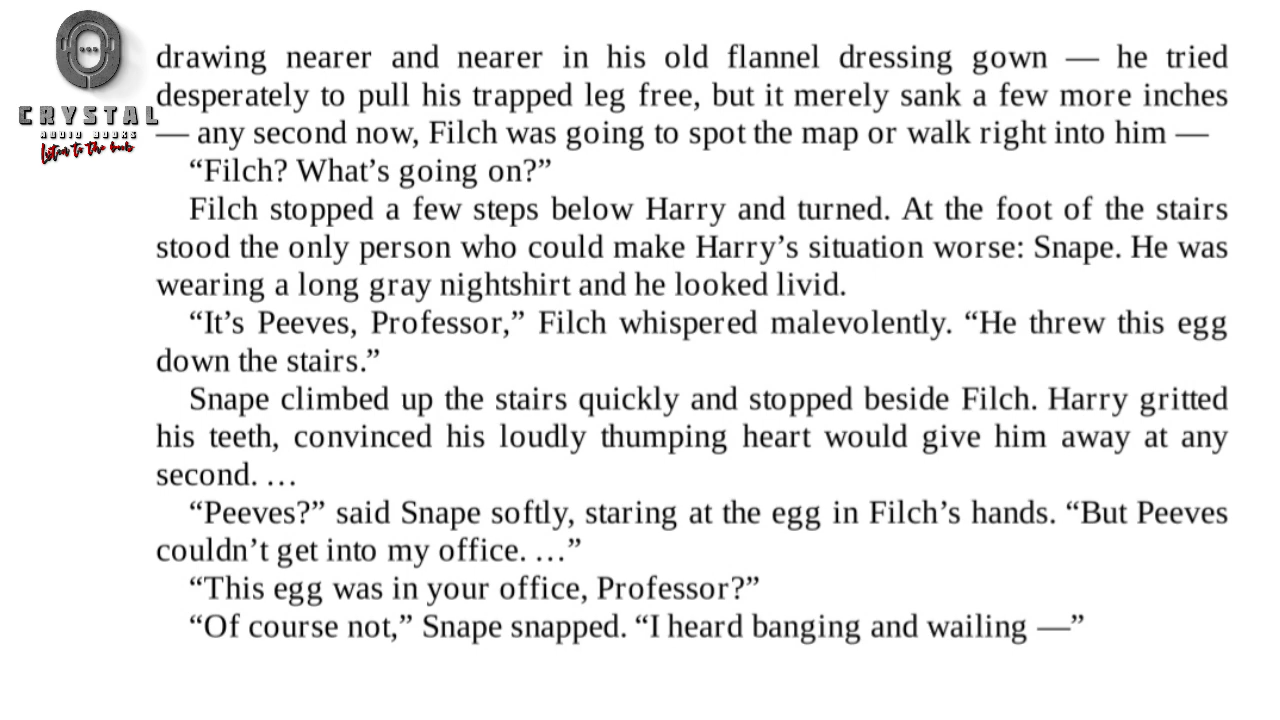 CRYSTAL
AUDIO BOOKS
Listen to the book
drawing nearer and nearer in his old flannel dressing gown — he tried
desperately to pull his trapped leg free, but it merely sank a few more inches
— any second now, Filch was going to spot the map or walk right into him —
“Filch? What’s going on?”
Filch stopped a few steps below Harry and turned. At the foot of the stairs
stood the only person who could make Harry’s situation worse: Snape. He was
wearing a long gray nightshirt and he looked livid.
“It’s Peeves, Professor,” Filch whispered malevolently. “He threw this egg
down the stairs.”
Snape climbed up the stairs quickly and stopped beside Filch. Harry gritted
his teeth, convinced his loudly thumping heart would give him away at any
second. …
“Peeves?” said Snape softly, staring at the egg in Filch’s hands. “But Peeves
couldn’t get into my office. …”
“This egg was in your office, Professor?”
“Of course not,” Snape snapped. “I heard banging and wailing —”